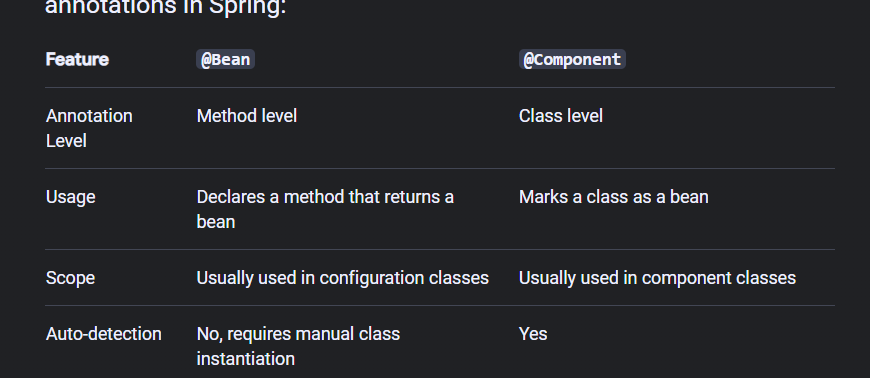 annotations in Spring:
Feature @Bean @Component
Annotation Level Method level Class level
Usage Declares a method that returns a bean Marks a class as a bean
Scope Usually used in configuration classes Usually used in component classes
Auto-detection No, requires manual class instantiation Yes